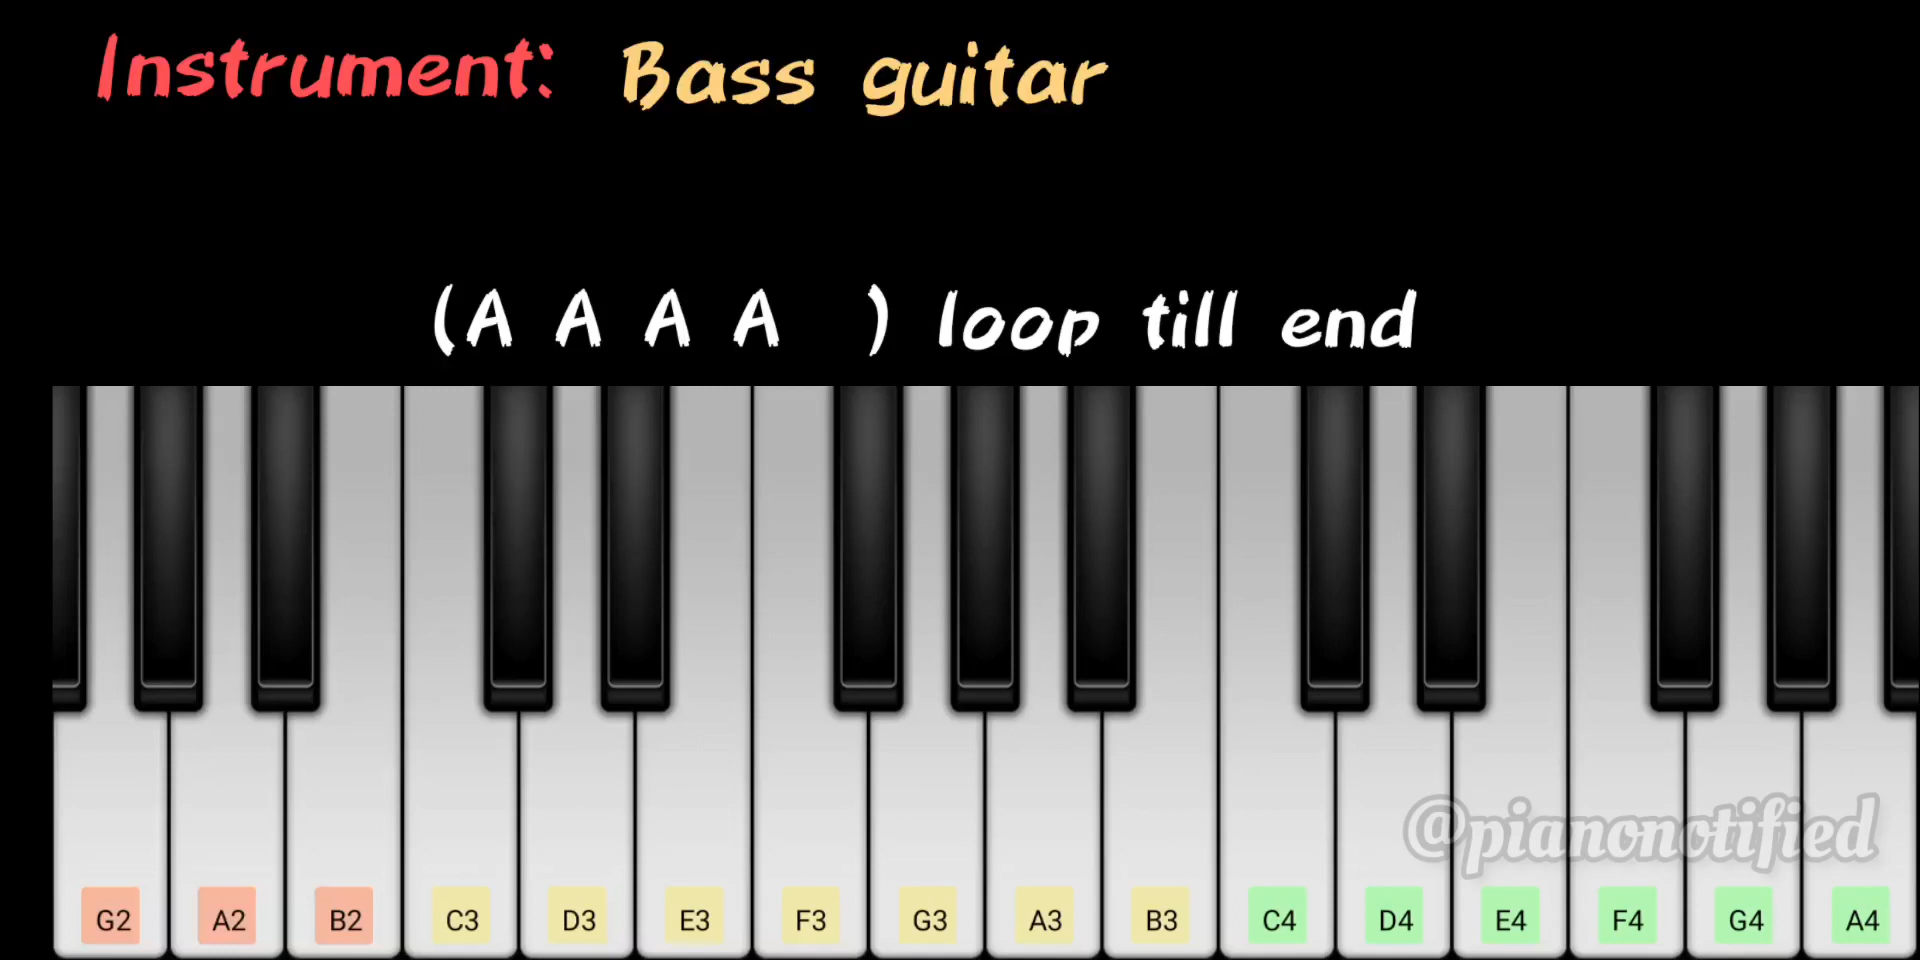 Instrument: Bass guitar
(A A A A ) loop till end
@pianonotified
G2 A2 B2 C3 D3 E3 F3 G3 A3 B3 C4 D4 E4 F4 G4 A4